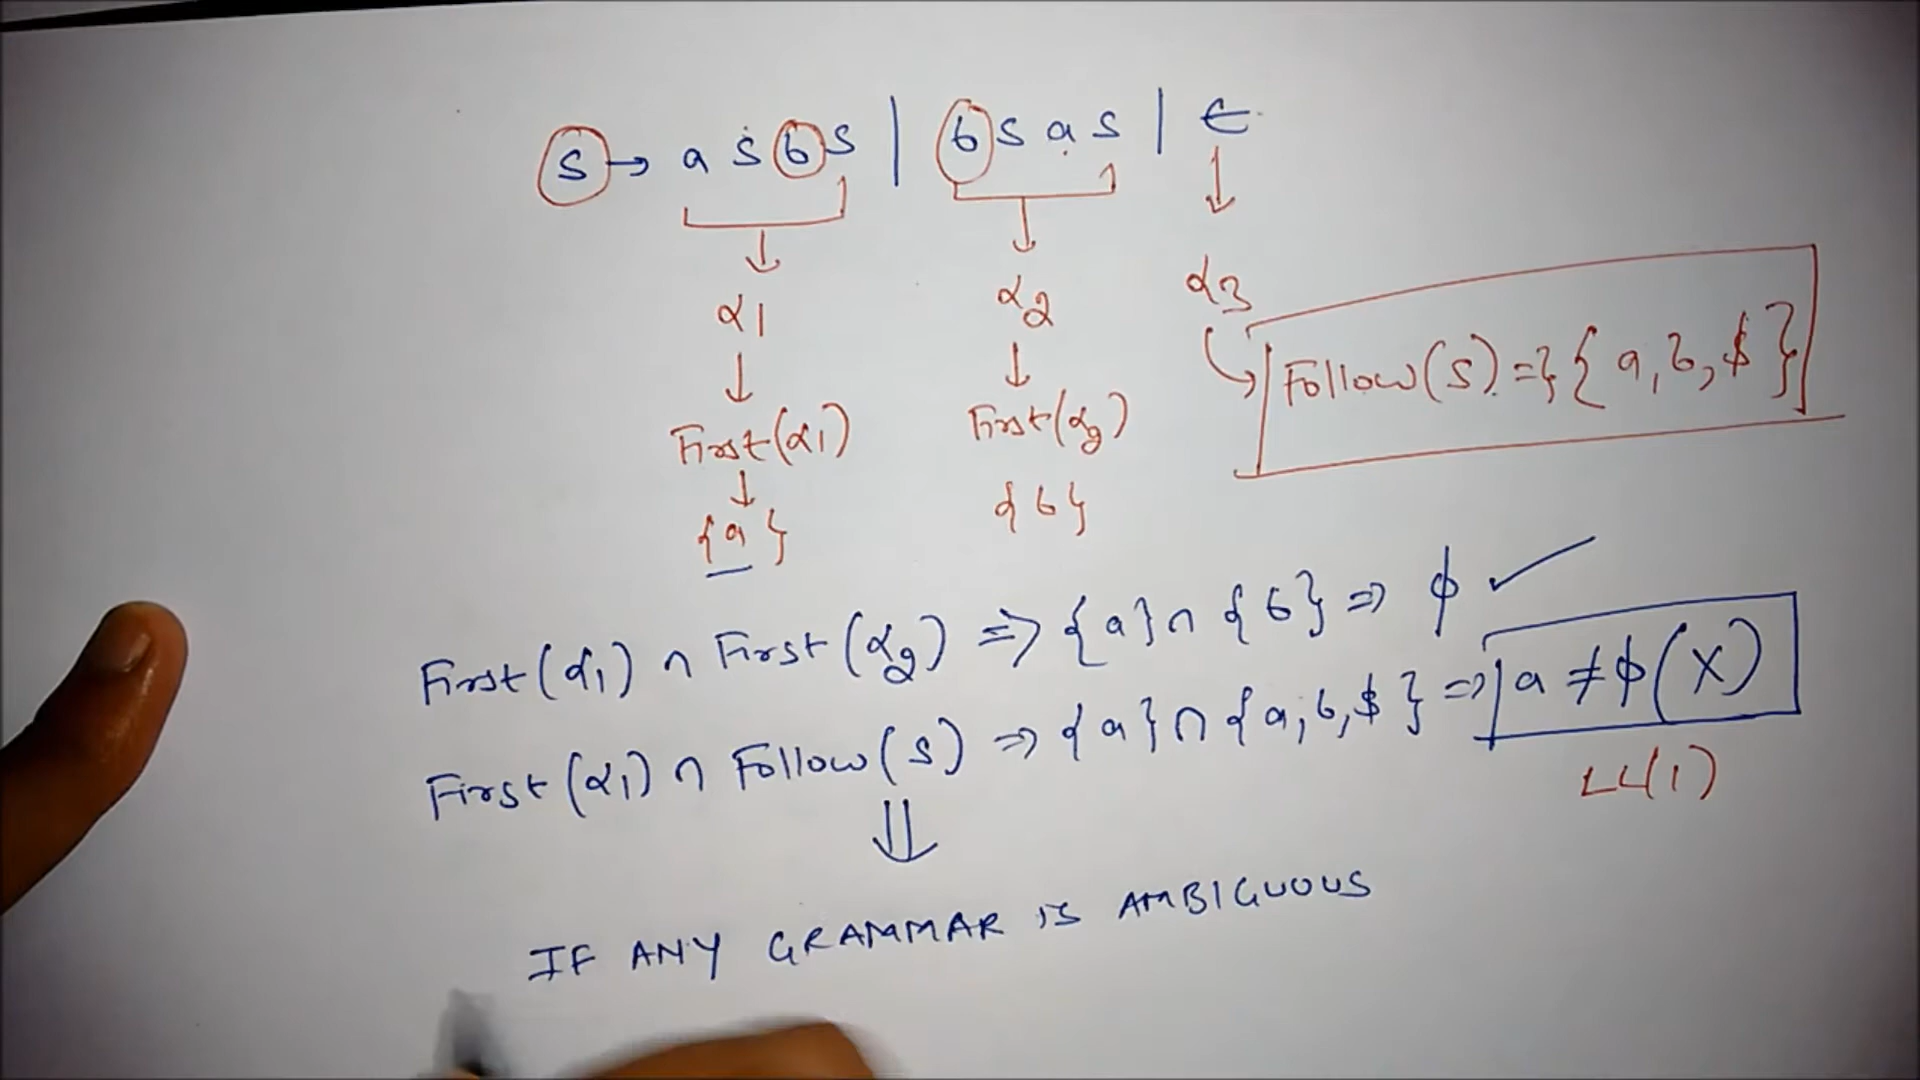 S → a S b S | b S a S | ε
α1
α2
α3
Follow(S) ⇒ { a, b, $ }
First(α1)
First(α2)
{a}
{b}
First(α1) ∩ First(α2) ⇒ {a} ∩ {b} ⇒ ϕ ✓
First(α1) ∩ Follow(S) ⇒ {a} ∩ {a, b, $} ⇒ a ≠ ϕ (X)
LL(1)
IF ANY GRAMMAR IS AMBIGUOUS